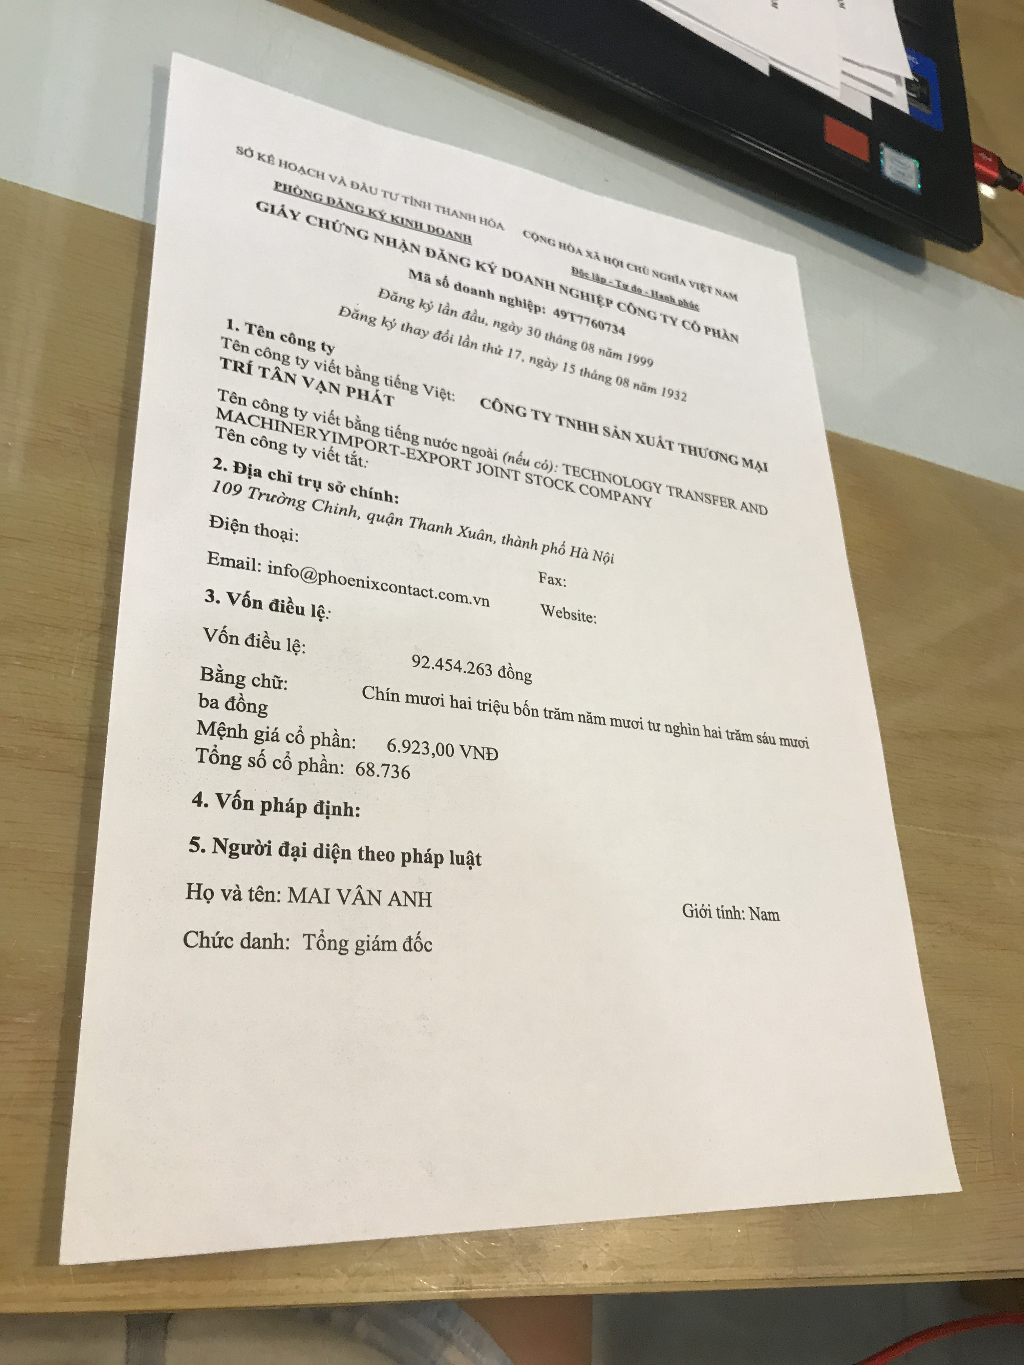 SỞ KẾ HOẠCH VÀ ĐẦU TƯ TỈNH THANH HÓA CỘNG HÒA XÃ HỘI CHỦ NGHĨA VIỆT NAM
PHÒNG ĐĂNG KÝ KINH DOANH Độc lập - Tự do - Hạnh phúc
GIẤY CHỨNG NHẬN ĐĂNG KÝ DOANH NGHIỆP CÔNG TY CỔ PHẦN
Mã số doanh nghiệp: 49T7760734
Đăng ký lần đầu, ngày 30 tháng 08 năm 1999
Đăng ký thay đổi lần thứ 17, ngày 15 tháng 08 năm 1932
1. Tên công ty
Tên công ty viết bằng tiếng Việt: CÔNG TY TNHH SẢN XUẤT THƯƠNG MẠI
TRÍ TÂN VẠN PHÁT
Tên công ty viết bằng tiếng nước ngoài (nếu có): TECHNOLOGY TRANSFER AND
MACHINERYIMPORT-EXPORT JOINT STOCK COMPANY
Tên công ty viết tắt:
2. Địa chỉ trụ sở chính:
109 Trường Chinh, quận Thanh Xuân, thành phố Hà Nội
Điện thoại: Fax:
Email: info@phoenixcontact.com.vn Website:
3. Vốn điều lệ:
Vốn điều lệ: 92.454.263 đồng
Bằng chữ: Chín mươi hai triệu bốn trăm năm mươi tư nghìn hai trăm sáu mươi
ba đồng
Mệnh giá cổ phần: 6.923,00 VNĐ
Tổng số cổ phần: 68.736
4. Vốn pháp định:
5. Người đại diện theo pháp luật
Họ và tên: MAI VÂN ANH Giới tính: Nam
Chức danh: Tổng giám đốc